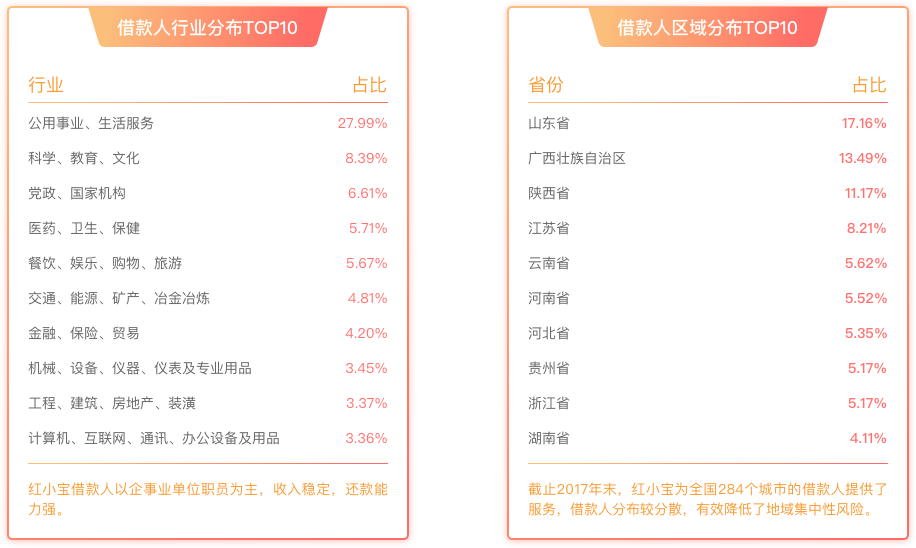 借款人行业分布TOP10
行业 占比
公用事业、生活服务 27.99%
科学、教育、文化 8.39%
党政、国家机构 6.61%
医药、卫生、保健 5.71%
餐饮、娱乐、购物、旅游 5.67%
交通、能源、矿产、冶金冶炼 4.81%
金融、保险、贸易 4.20%
机械、设备、仪器、仪表及专业用品 3.45%
工程、建筑、房地产、装潢 3.37%
计算机、互联网、通讯、办公设备及用品 3.36%
红小宝借款人以企事业单位职员为主，收入稳定，还款能
力强。
借款人区域分布TOP10
省份 占比
山东省 17.16%
广西壮族自治区 13.49%
陕西省 11.17%
江苏省 8.21%
云南省 5.62%
河南省 5.52%
河北省 5.35%
贵州省 5.17%
浙江省 5.17%
湖南省 4.11%
截止2017年末，红小宝为全国284个城市的借款人提供了
服务，借款人分布较分散，有效降低了地域集中性风险。